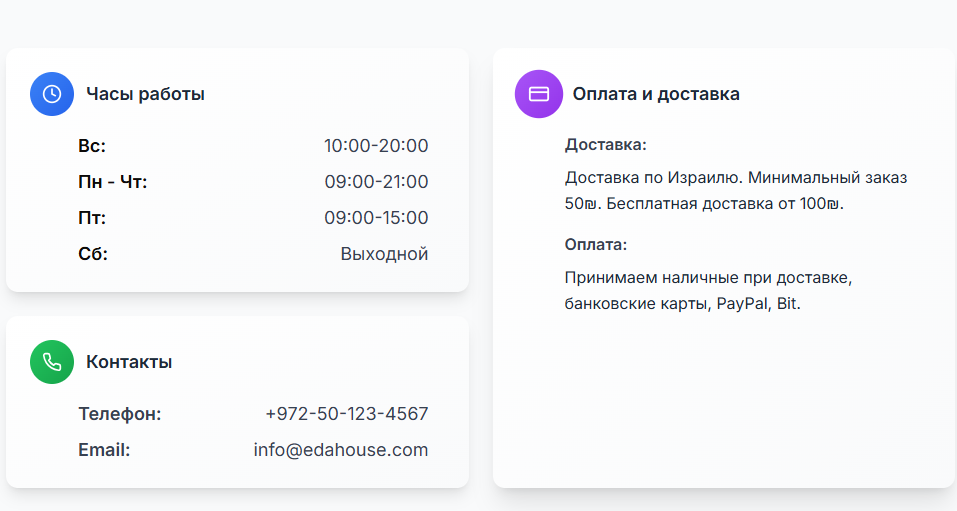 Часы работы
Вс: 10:00-20:00
Пн - Чт: 09:00-21:00
Пт: 09:00-15:00
Сб: Выходной
Контакты
Телефон: +972-50-123-4567
Email: info@edahouse.com
Оплата и доставка
Доставка:
Доставка по Израилю. Минимальный заказ
50₪. Бесплатная доставка от 100₪.
Оплата:
Принимаем наличные при доставке,
банковские карты, PayPal, Bit.